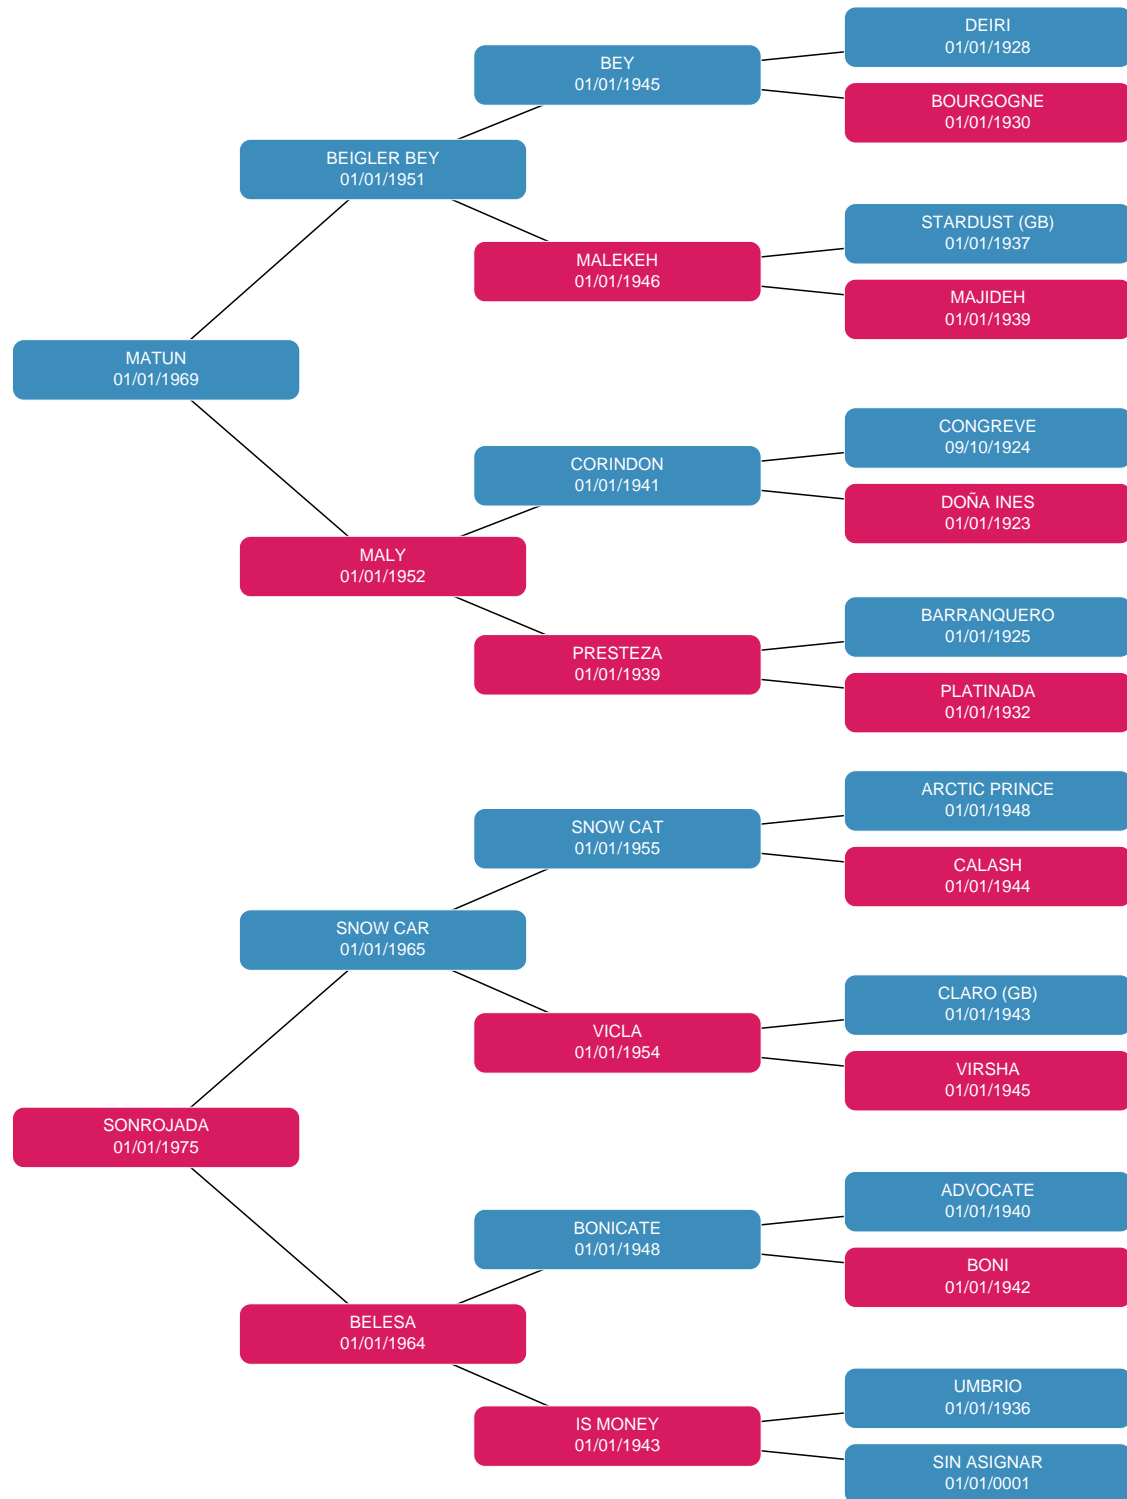 DEIRI
01/01/1928
BEY
01/01/1945
BOURGOGNE
01/01/1930
BEIGLER BEY
01/01/1951
STARDUST (GB)
01/01/1937
MALEKEH
01/01/1946
MAJIDEH
01/01/1939
MATUN
01/01/1969
CONGREVE
09/10/1924
CORINDON
01/01/1941
DOÑA INES
01/01/1923
MALY
01/01/1952
BARRANQUERO
01/01/1925
PRESTEZA
01/01/1939
PLATINADA
01/01/1932
ARCTIC PRINCE
01/01/1948
SNOW CAT
01/01/1955
CALASH
01/01/1944
SNOW CAR
01/01/1965
CLARO (GB)
01/01/1943
VICLA
01/01/1954
VIRSHA
01/01/1945
SONROJADA
01/01/1975
ADVOCATE
01/01/1940
BONICATE
01/01/1948
BONI
01/01/1942
BELESA
01/01/1964
UMBRIO
01/01/1936
IS MONEY
01/01/1943
SIN ASIGNAR
01/01/0001